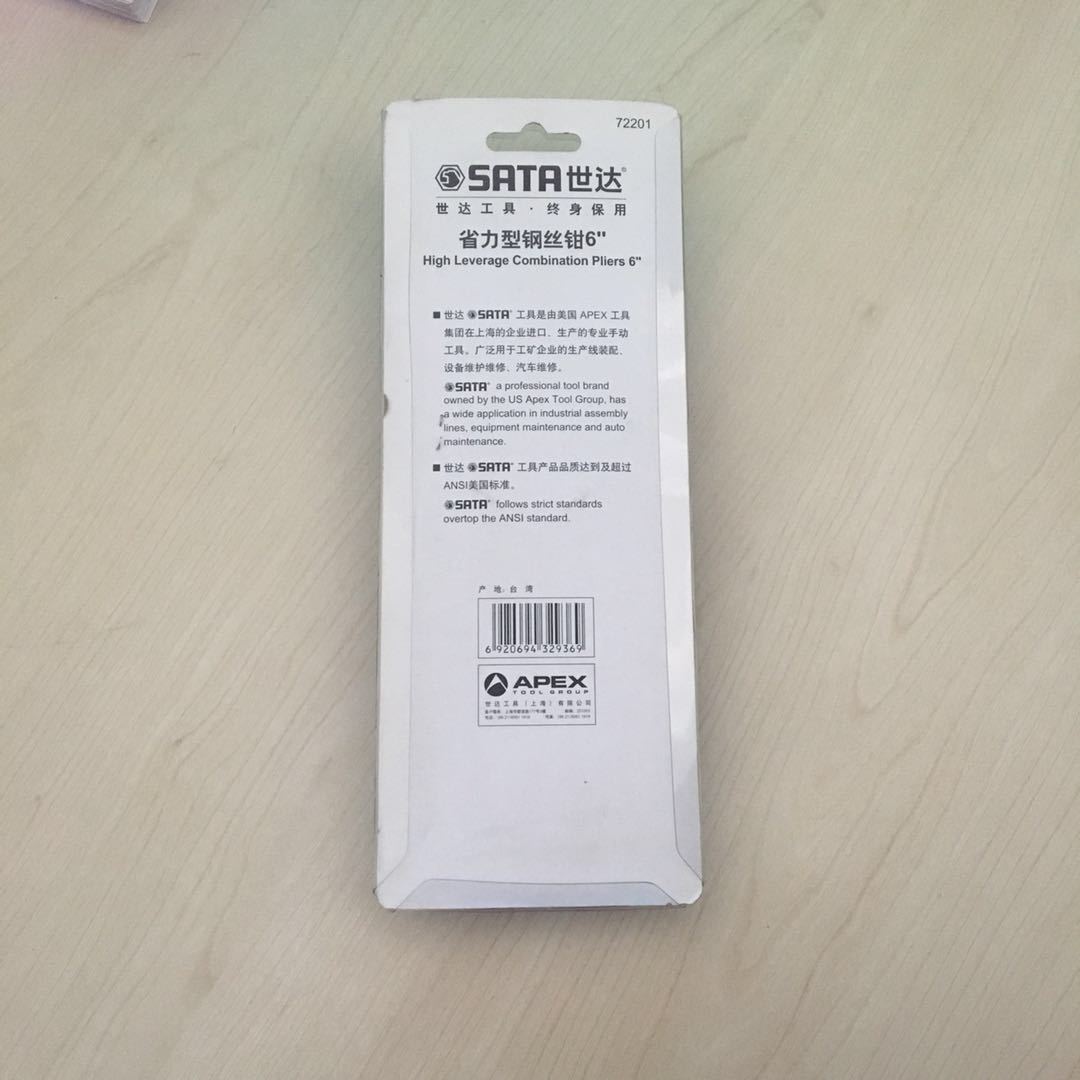 72201
SATA世达®
世达工具·终身保用
省力型钢丝钳6"
High Leverage Combination Pliers 6"
■ 世达 SATA® 工具是由美国 APEX 工具
集团在上海的企业进口、生产的专业手动
工具。广泛用于工矿企业的生产线装配、
设备维护维修、汽车维修。
SATA® a professional tool brand
owned by the US Apex Tool Group, has
a wide application in industrial assembly
lines, equipment maintenance and auto
maintenance.
■ 世达 SATA® 工具产品品质达到及超过
ANSI美国标准。
SATA® follows strict standards
overtop the ANSI standard.
产 地: 台 湾
6 920694 329369
APEX
TOOL GROUP
世达工具(上海)有限公司